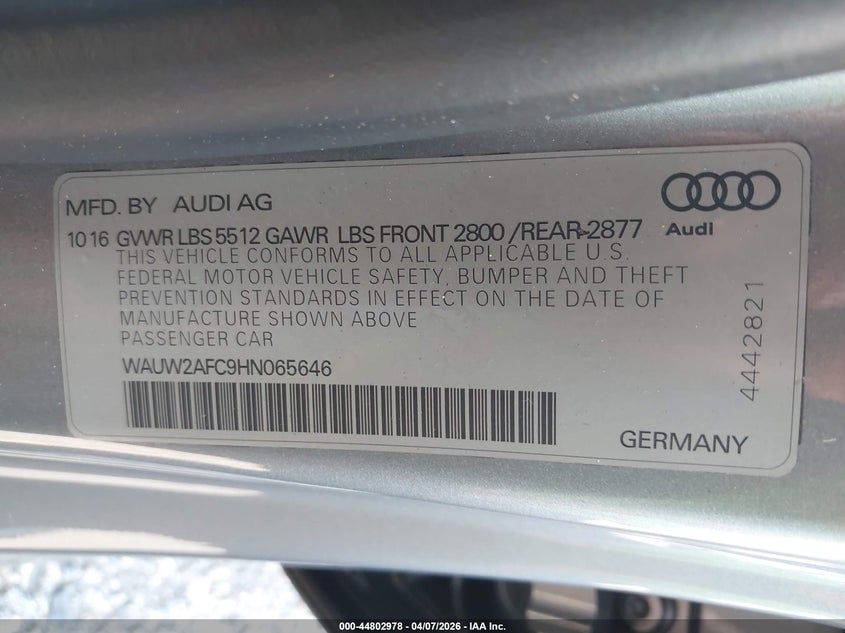 MFD. BY AUDI AG
10 16 GVWR LBS 5512 GAWR LBS FRONT 2800 /REAR 2877
Audi
THIS VEHICLE CONFORMS TO ALL APPLICABLE U.S.
FEDERAL MOTOR VEHICLE SAFETY, BUMPER AND THEFT
PREVENTION STANDARDS IN EFFECT ON THE DATE OF
MANUFACTURE SHOWN ABOVE
PASSENGER CAR
WAUW2AFC9HN065646
4442821
GERMANY
000-44802978 - 04/07/2026 - IAA Inc.